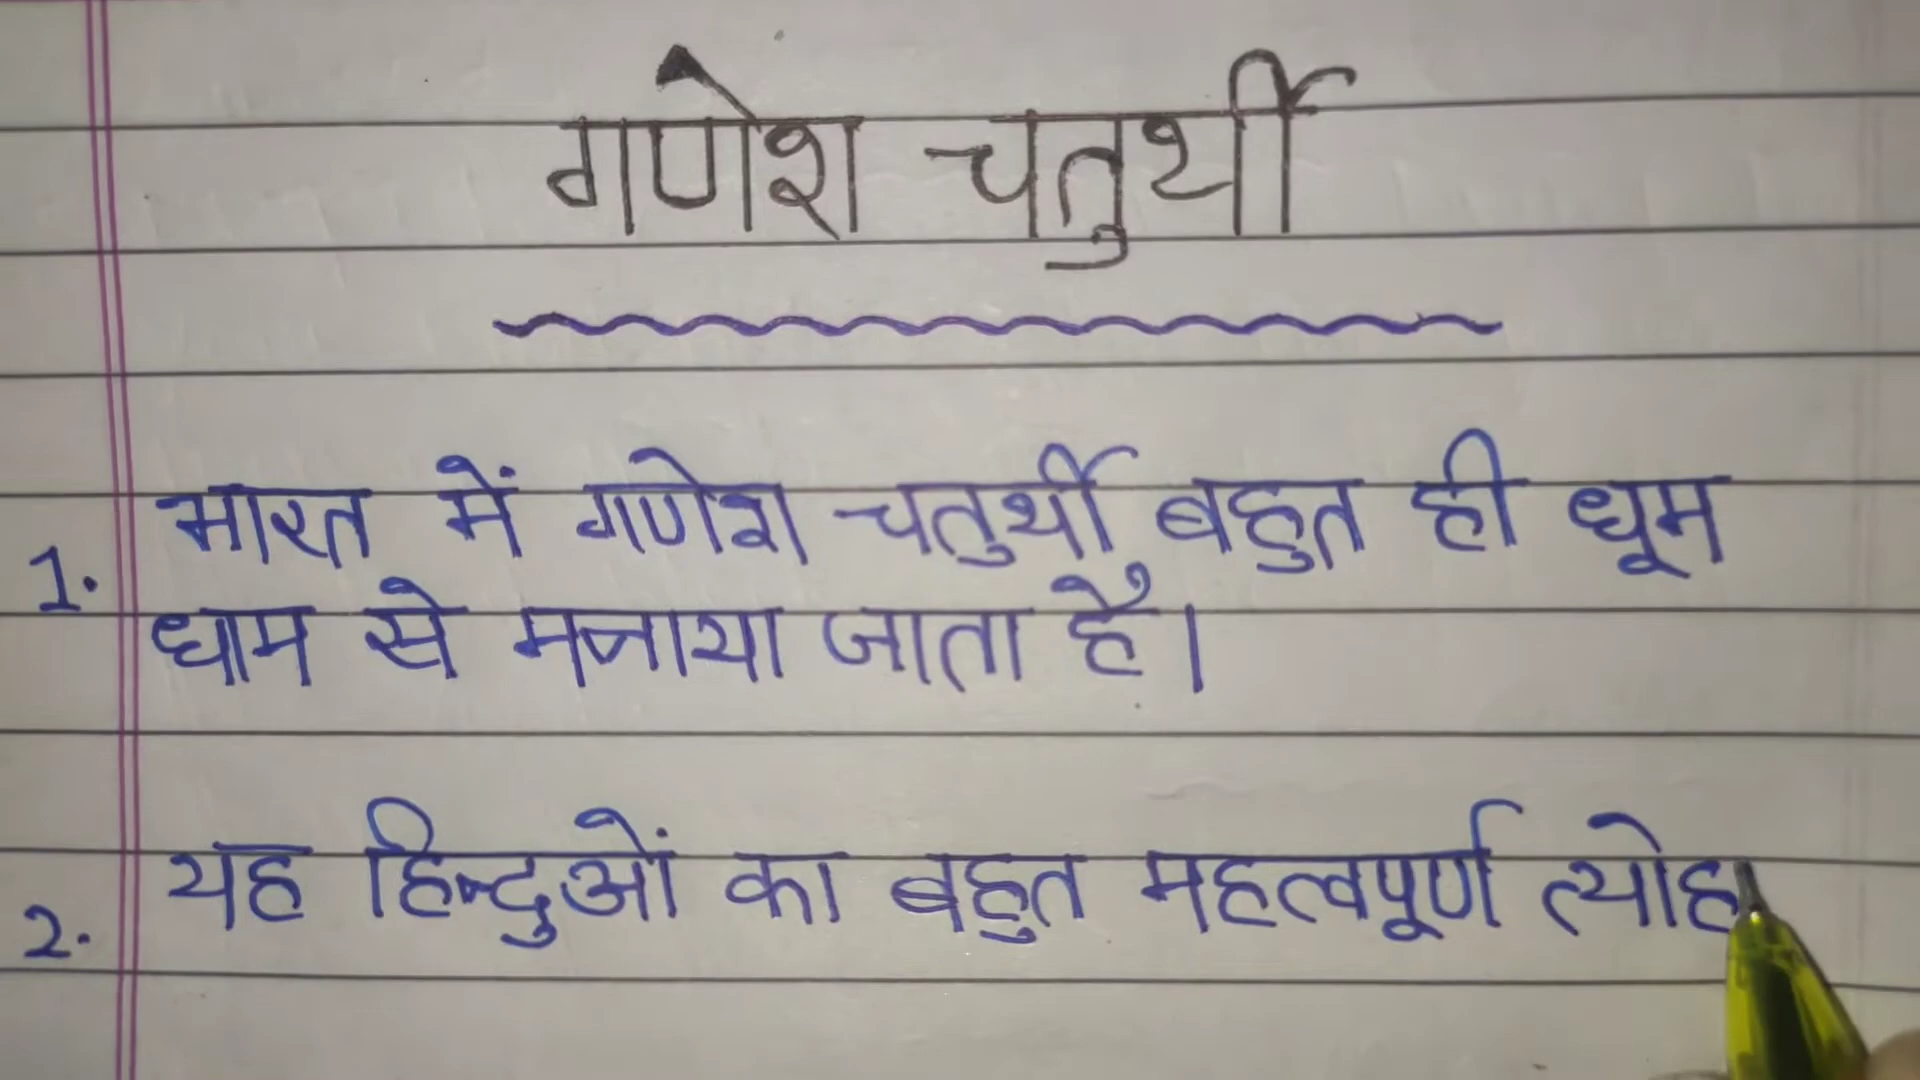 गणेश चतुर्थी
1. भारत में गणेश चतुर्थी बहुत ही धूम
धाम से मनाया जाता है।
2. यह हिन्दुओं का बहुत महत्वपूर्ण त्योह